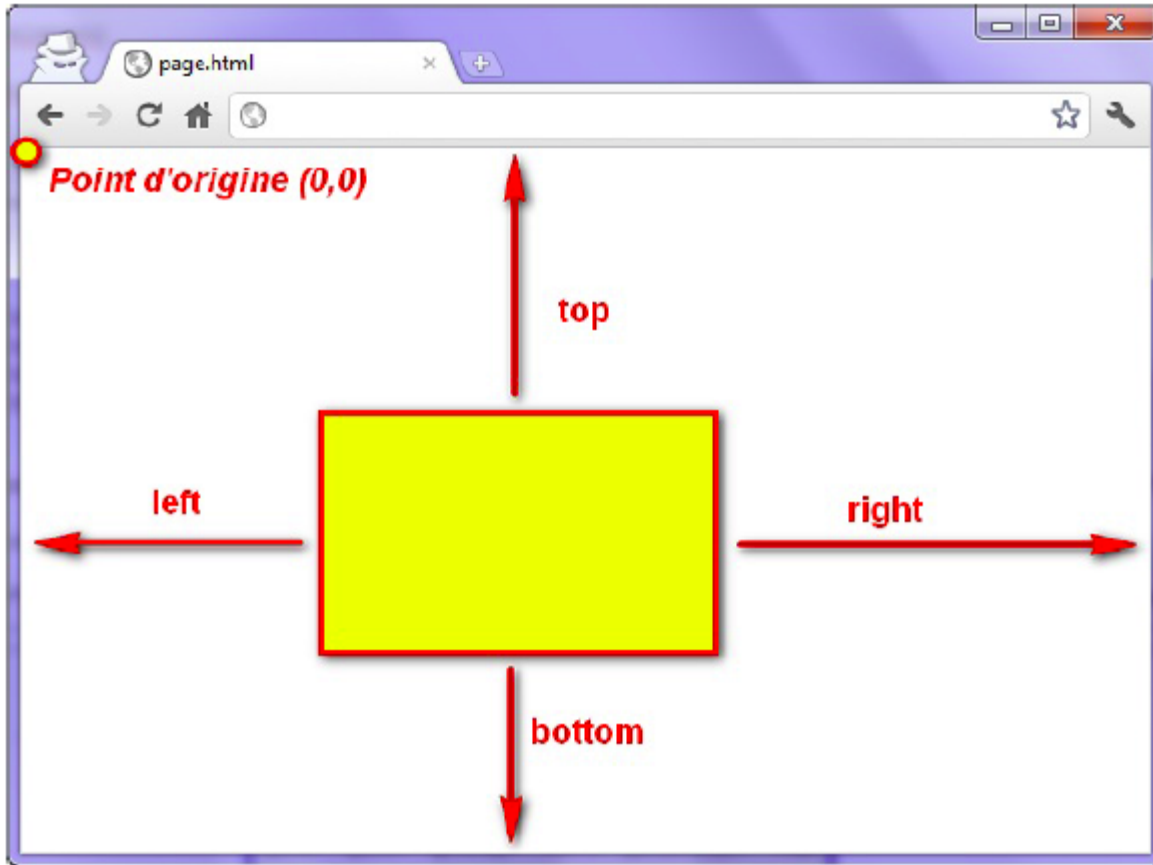 page.html
Point d'origine (0,0)
top
left
right
bottom